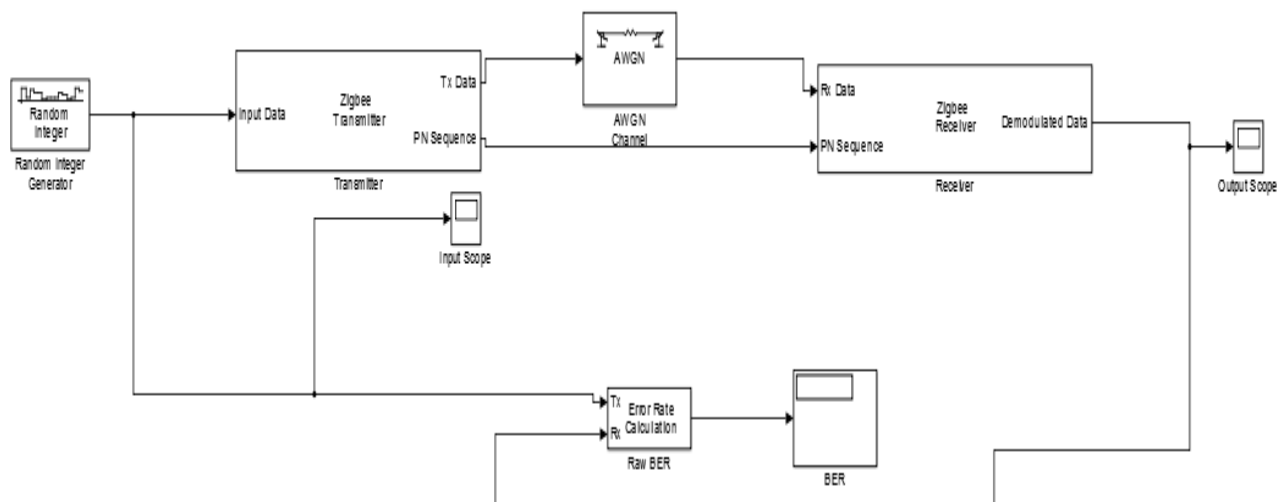 Random
Integer
Random Integer
Generator
Input Data
Zigbee
Transmitter
Tx Data
PN Sequence
Transmitter
AWGN
AWGN
Channel
Rx Data
PN Sequence
Zigbee
Receiver
Demodulated Data
Receiver
Output Scope
Input Scope
Tx
Rx
Error Rate
Calculation
Raw BER
BER